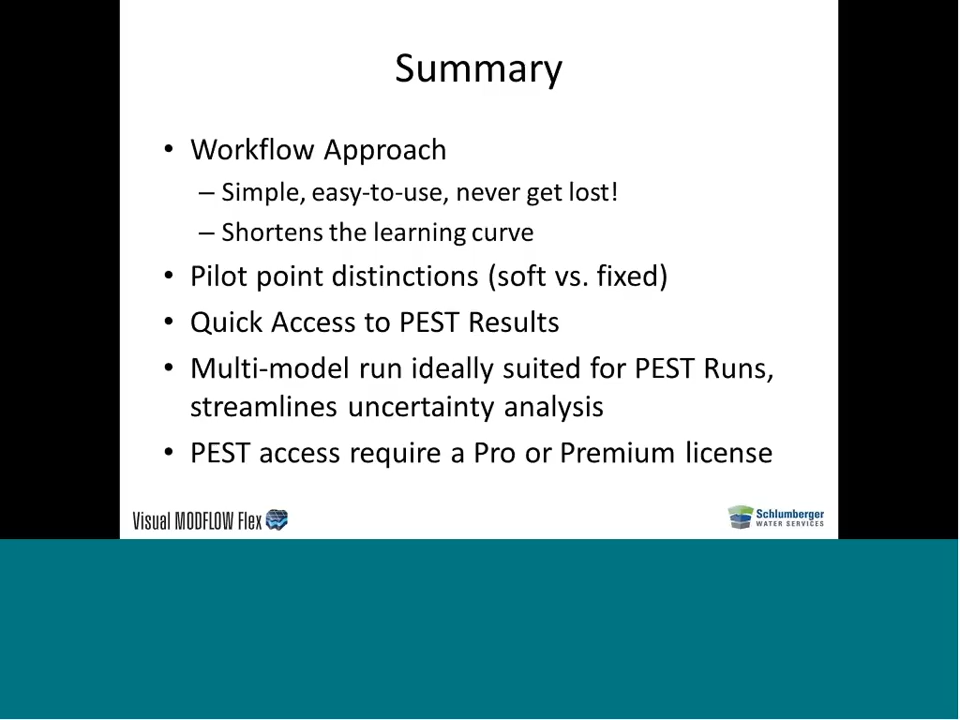 Summary
• Workflow Approach
– Simple, easy-to-use, never get lost!
– Shortens the learning curve
• Pilot point distinctions (soft vs. fixed)
• Quick Access to PEST Results
• Multi-model run ideally suited for PEST Runs,
streamlines uncertainty analysis
• PEST access require a Pro or Premium license
Visual MODFLOW Flex
Schlumberger
WATER SERVICES